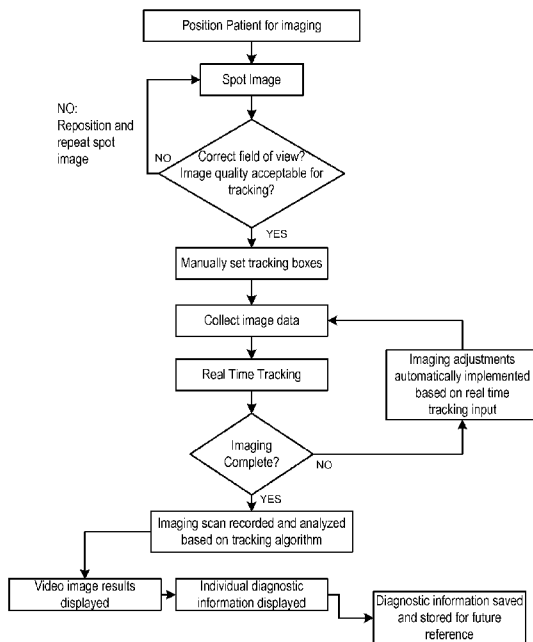 Position Patient for imaging
Spot Image
NO:
Reposition and
repeat spot
image
NO
Correct field of view?
Image quality acceptable for
tracking?
YES
Manually set tracking boxes
Collect image data
Real Time Tracking
Imaging adjustments
automatically implemented
based on real time
tracking input
Imaging
Complete?
NO
YES
Imaging scan recorded and analyzed
based on tracking algorithm
Video image results
displayed
Individual diagnostic
information displayed
Diagnostic information saved
and stored for future
reference